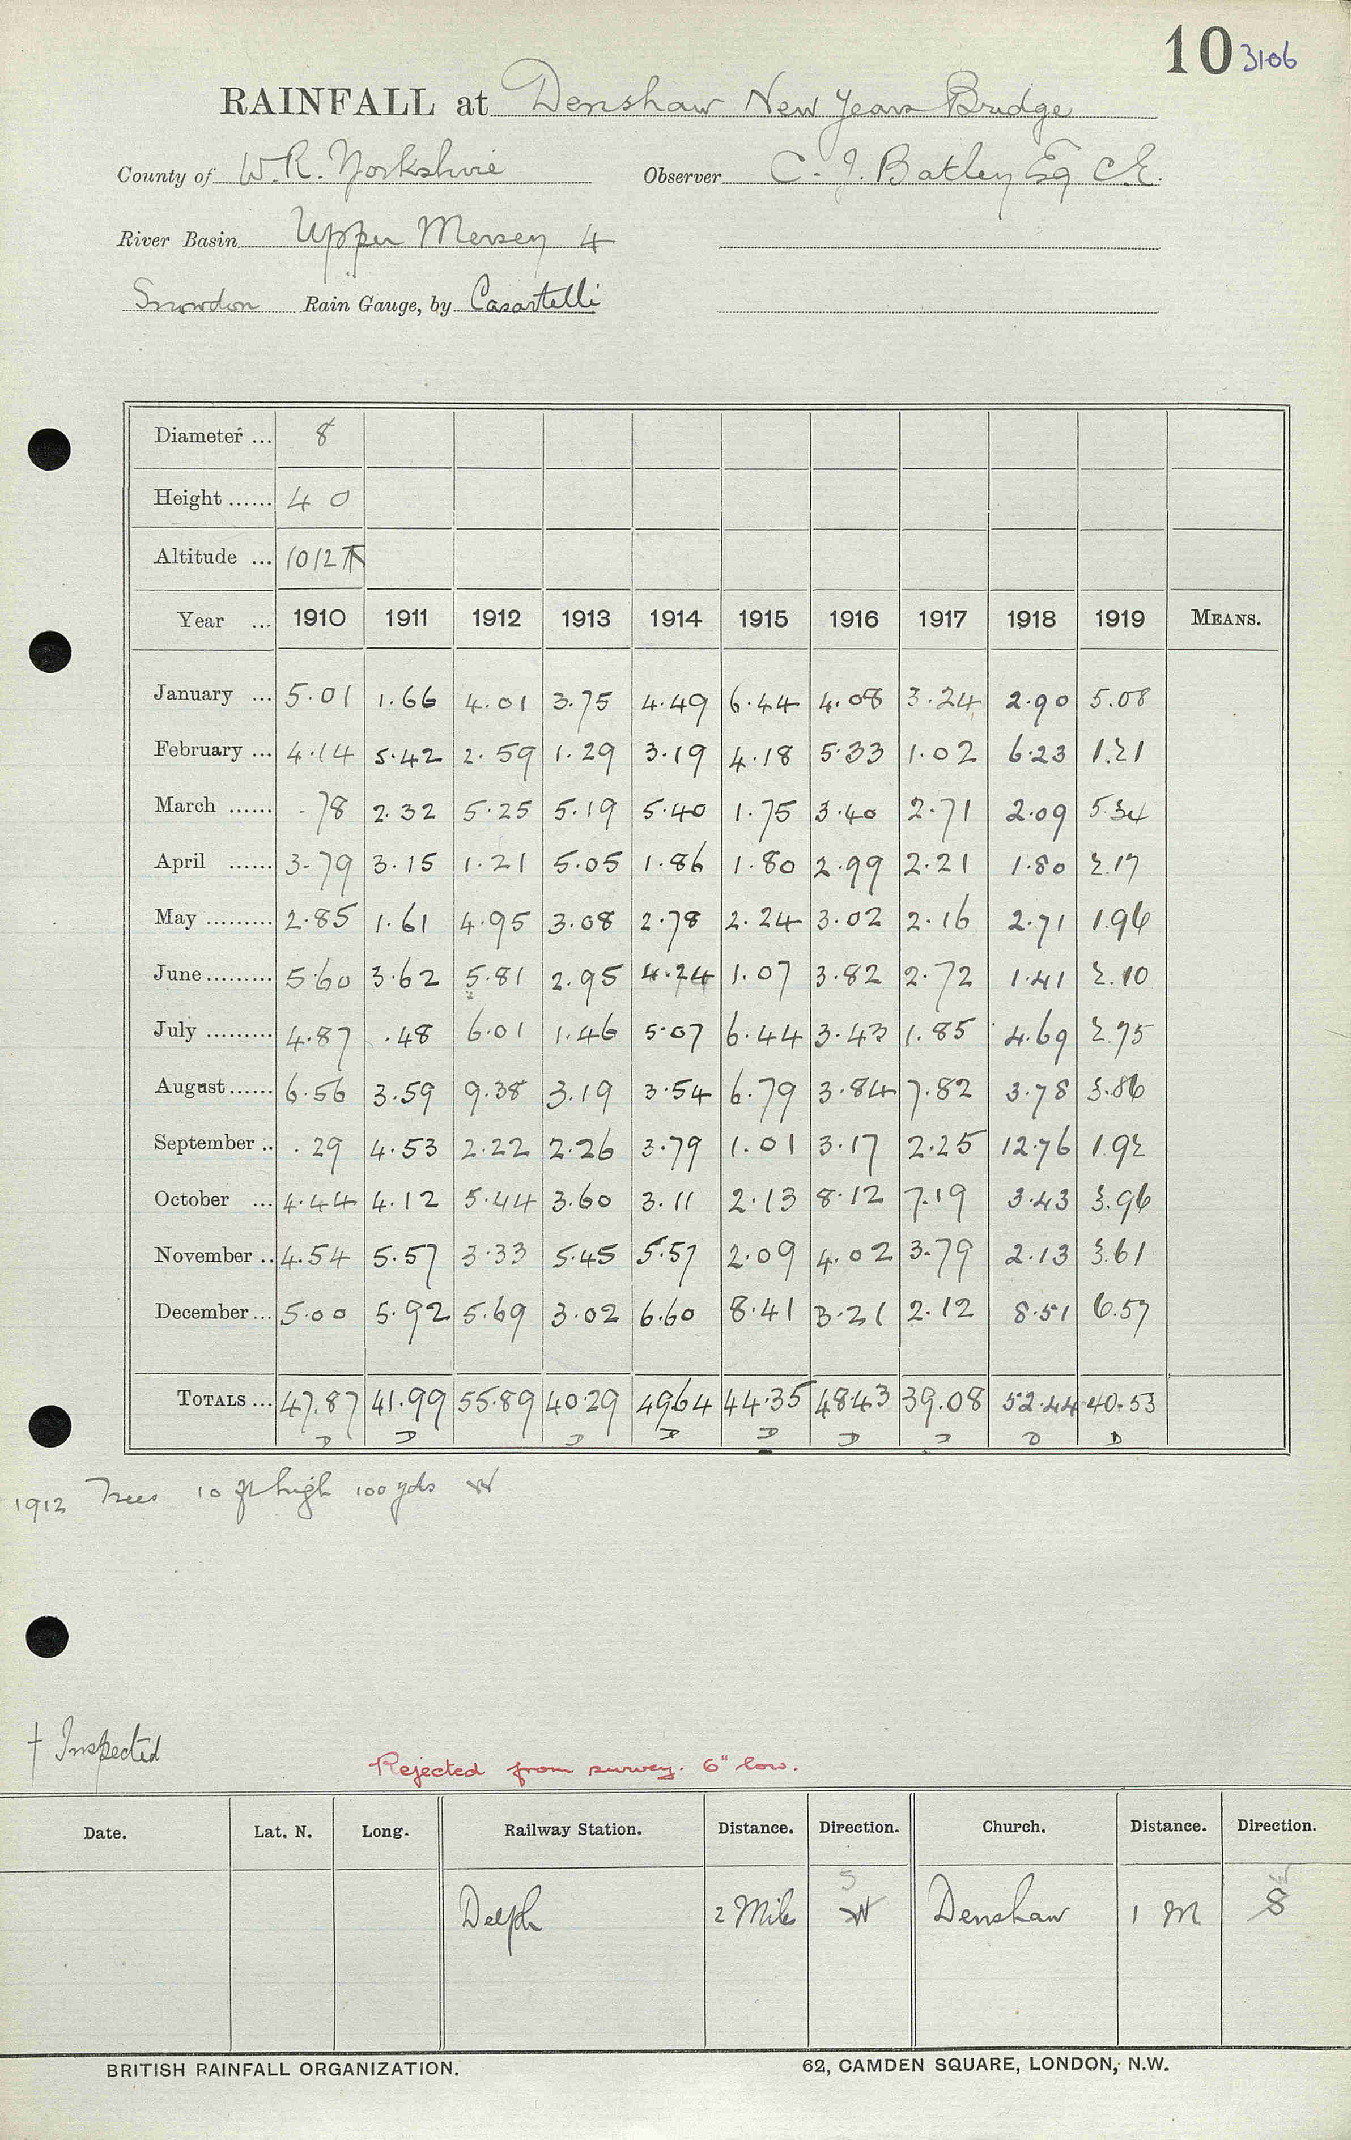 10 3106
RAINFALL at Denshaw New Years Bridge
County of W.R. Yorkshire Observer C. J. Batley Esq C.E.
River Basin Upper Mersey 4
Snowdon Rain Gauge, by Casartelli
Diameter ... 8
Height ...... 4 0
Altitude ... 1012
Year ... 1910 1911 1912 1913 1914 1915 1916 1917 1918 1919 MEANS.
January ... 5.01 1.66 4.01 3.75 4.49 6.44 4.08 3.24 2.90 5.08
February ... 4.14 5.42 2.59 1.29 3.19 4.18 5.33 1.02 6.23 1.21
March ...... .78 2.32 5.25 5.19 5.40 1.75 3.40 2.71 2.09 5.34
April ...... 3.79 3.15 1.21 5.05 1.86 1.80 2.99 2.21 1.80 2.17
May ......... 2.85 1.61 4.95 3.08 2.78 2.24 3.02 2.16 2.71 1.96
June ......... 5.60 3.62 5.81 2.95 4.24 1.07 3.82 2.72 1.41 2.10
July ......... 4.87 .48 6.01 1.46 5.07 6.44 3.43 1.85 4.69 2.75
August ...... 6.56 3.59 9.38 3.19 3.54 6.79 3.84 7.82 3.78 3.86
September .. .29 4.53 2.22 2.26 3.79 1.01 3.17 2.25 12.76 1.92
October ... 4.44 4.12 5.44 3.60 3.11 2.13 8.12 7.19 3.43 3.96
November .. 4.54 5.57 3.33 5.45 5.57 2.09 4.02 3.79 2.13 3.61
December ... 5.00 5.92 5.69 3.02 6.60 8.41 3.21 2.12 8.51 6.57
TOTALS ... 47.87 41.99 55.89 40.29 49.64 44.35 48.43 39.08 52.44 40.53
D D D D D D D D D
1912 Trees 10 ft high 100 yds W
† Inspected
Rejected from survey. 6" low.
Date. Lat. N. Long. Railway Station. Distance. Direction. Church. Distance. Direction.
Delph 2 Miles S W Denshaw 1 M S
BRITISH RAINFALL ORGANIZATION. 62, CAMDEN SQUARE, LONDON, N.W.